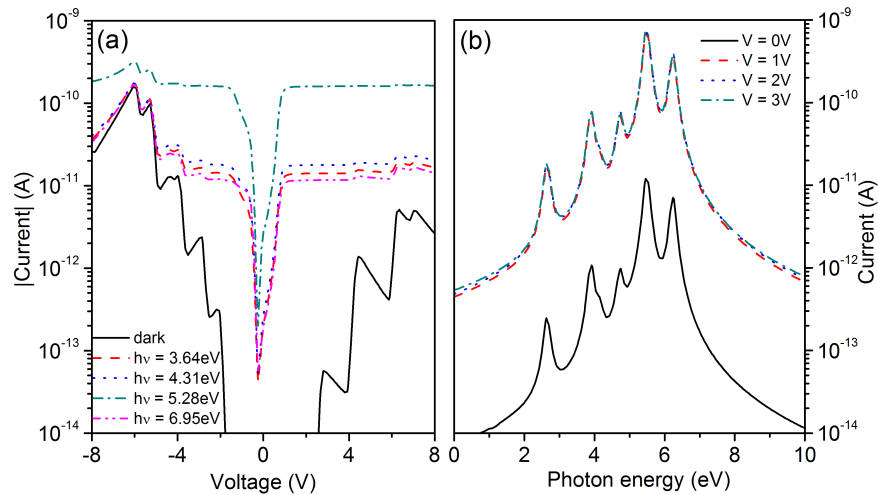 (a)
|Current| (A)
10⁻⁹
10⁻¹⁰
10⁻¹¹
10⁻¹²
10⁻¹³
10⁻¹⁴
dark
hν = 3.64eV
hν = 4.31eV
hν = 5.28eV
hν = 6.95eV
-8 -4 0 4 8
Voltage (V)
(b)
V = 0V
V = 1V
V = 2V
V = 3V
10⁻⁹
10⁻¹⁰
10⁻¹¹
10⁻¹²
10⁻¹³
10⁻¹⁴
Current (A)
0 2 4 6 8 10
Photon energy (eV)